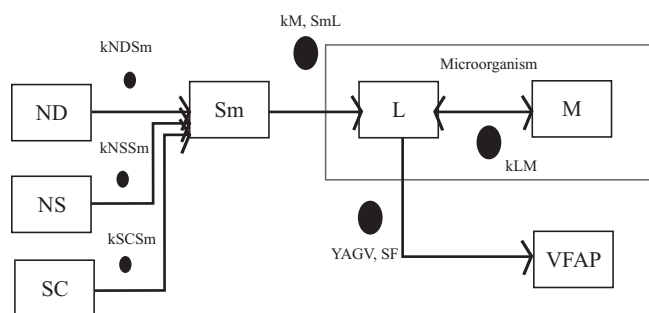 kM, SmL
kNDSm
Microorganism
ND
Sm
L
M
kNSSm
kLM
NS
kSCSm
YAGV, SF
SC
VFAP